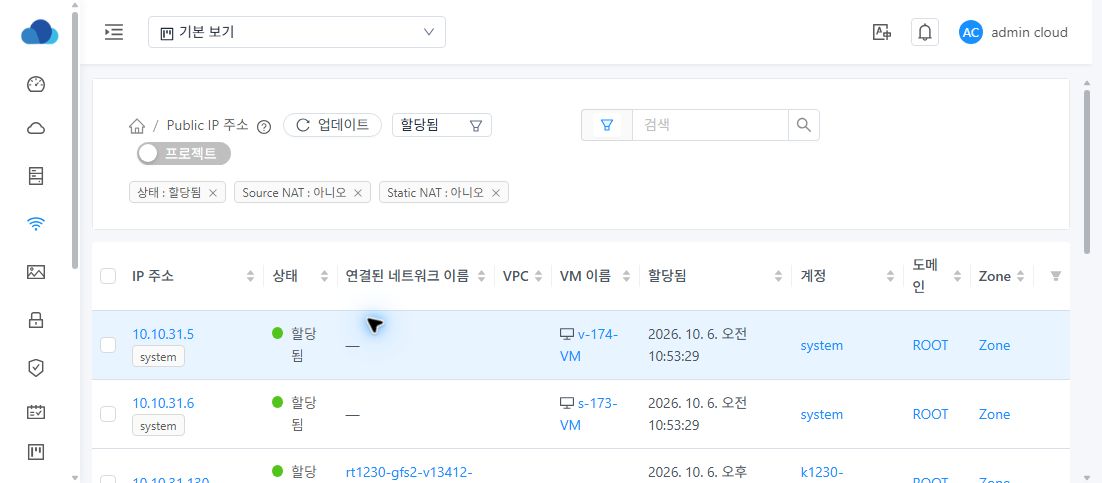 기본 보기
AC admin cloud
/ Public IP 주소 업데이트 할당됨 검색
프로젝트
상태 : 할당됨 Source NAT : 아니오 Static NAT : 아니오
IP 주소 상태 연결된 네트워크 이름 VPC VM 이름 할당됨 계정 도메인 Zone
10.10.31.5 할당됨 — v-174-VM 2026. 10. 6. 오전 10:53:29 system ROOT Zone
system
10.10.31.6 할당됨 — s-173-VM 2026. 10. 6. 오전 10:53:29 system ROOT Zone
system
10.10.31.130 할당 rt1230-gfs2-v13412- 2026. 10. 6. 오후 k1230- ROOT Zone